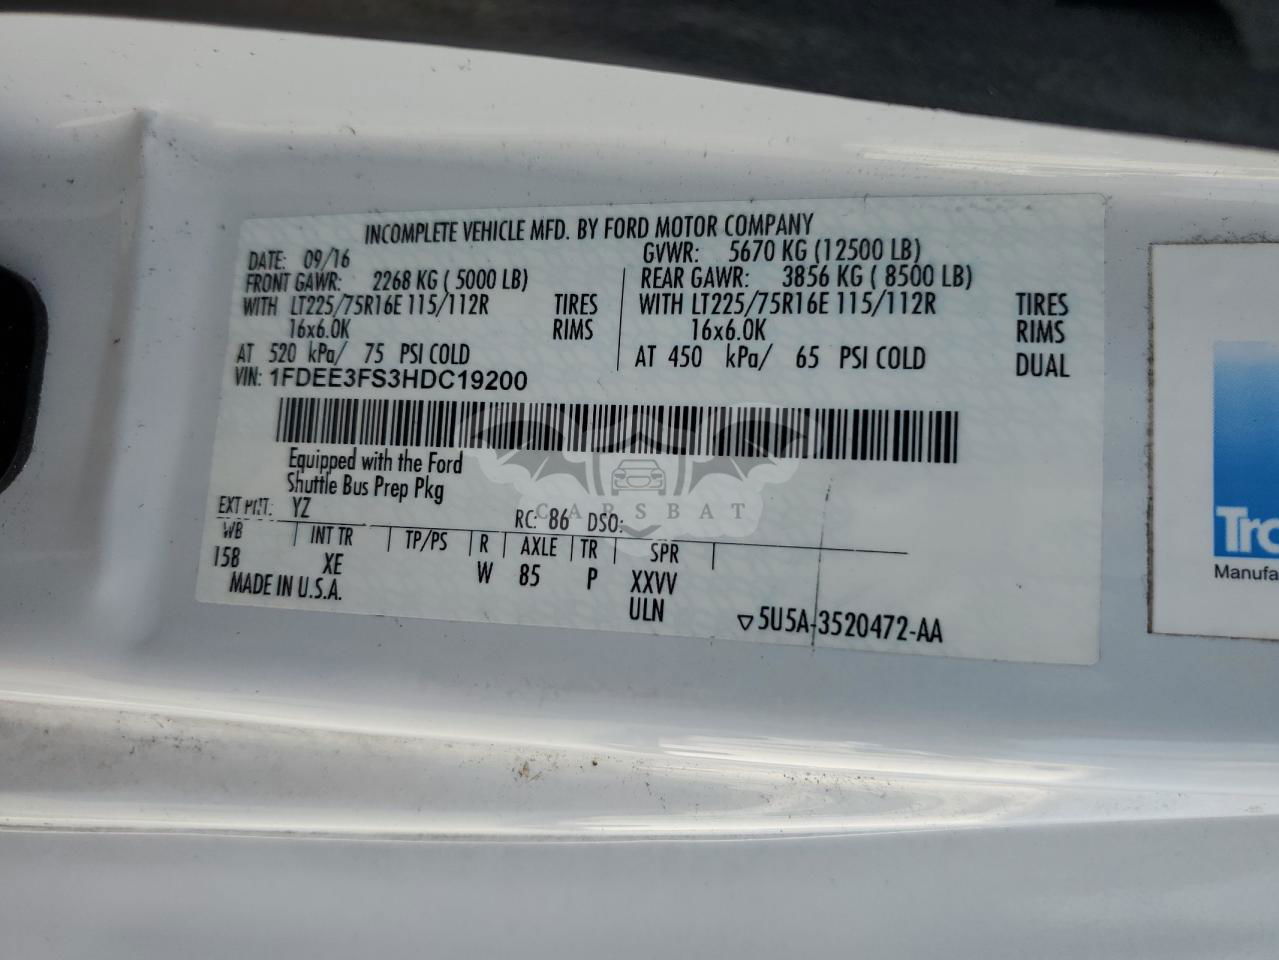 INCOMPLETE VEHICLE MFD. BY FORD MOTOR COMPANY
DATE: 09/16 GVWR: 5670 KG (12500 LB)
FRONT GAWR: 2268 KG ( 5000 LB) REAR GAWR: 3856 KG ( 8500 LB)
WITH LT225/75R16E 115/112R TIRES WITH LT225/75R16E 115/112R TIRES
16x6.0K RIMS 16x6.0K RIMS
AT 520 kPa/ 75 PSI COLD AT 450 kPa/ 65 PSI COLD DUAL
VIN: 1FDEE3FS3HDC19200
Equipped with the Ford
Shuttle Bus Prep Pkg
CARSBAT
EXT PNT: YZ RC: 86 DSO:
WB INT TR TP/PS R AXLE TR SPR
158 XE W 85 P XXVV
MADE IN U.S.A. ULN
▽5U5A-3520472-AA